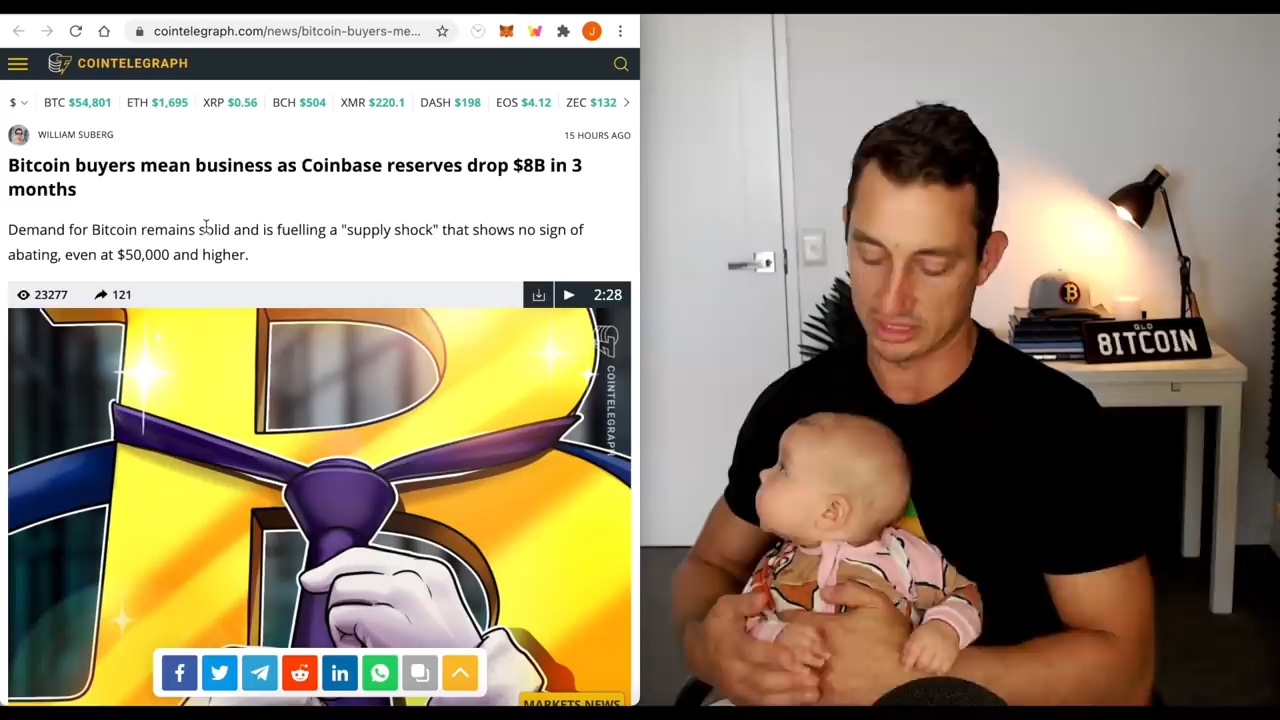 cointelegraph.com/news/bitcoin-buyers-me...
J
COINTELEGRAPH
$ BTC $54,801 ETH $1,695 XRP $0.56 BCH $504 XMR $220.1 DASH $198 EOS $4.12 ZEC $132
WILLIAM SUBERG
15 HOURS AGO
Bitcoin buyers mean business as Coinbase reserves drop $8B in 3
months
Demand for Bitcoin remains solid and is fuelling a "supply shock" that shows no sign of
abating, even at $50,000 and higher.
23277 121 2:28
COINTELEGRAPH
MARKETS NEWS
QLD
8ITCOIN